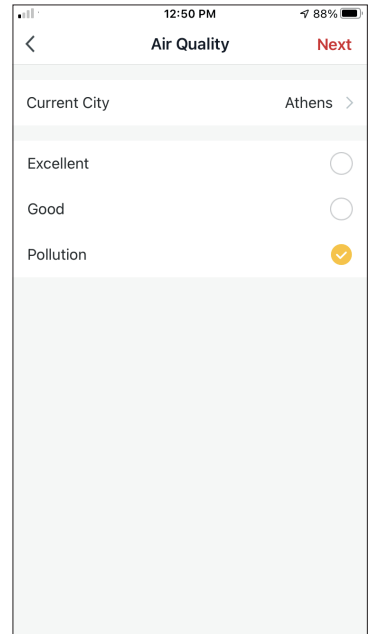 12:50 PM 88%
Air Quality Next
Current City Athens
Excellent
Good
Pollution